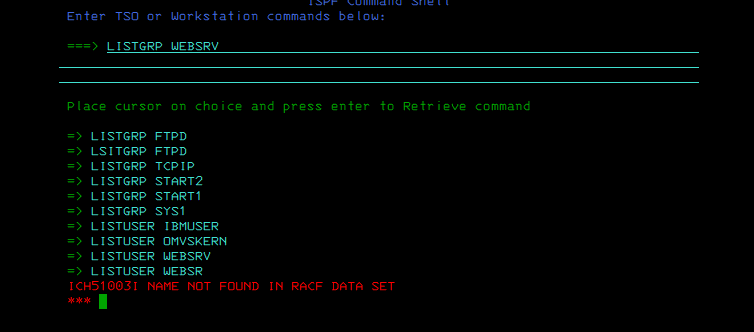 ISPF Command Shell
Enter TSO or Workstation commands below:
===> LISTGRP WEBSRV
Place cursor on choice and press enter to Retrieve command
=> LISTGRP FTPD
=> LSITGRP FTPD
=> LISTGRP TCPIP
=> LISTGRP START2
=> LISTGRP START1
=> LISTGRP SYS1
=> LISTUSER IBMUSER
=> LISTUSER OMVSKERN
=> LISTUSER WEBSRV
=> LISTUSER WEBSR
ICH51003I NAME NOT FOUND IN RACF DATA SET
***